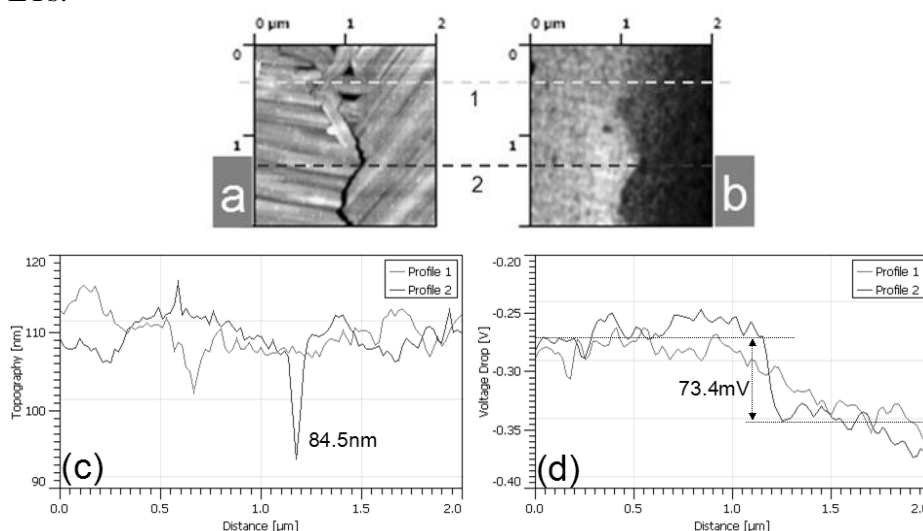 0 µm 1 2
0 µm 1 2
0
1
1
2
a
b
120
110
100
90
Topography [nm]
Profile 1
Profile 2
84.5nm
(c)
0.0 0.5 1.0 1.5 2.0
Distance [µm]
-0.20
-0.25
-0.30
-0.35
-0.40
Voltage Drop [V]
Profile 1
Profile 2
73.4mV
(d)
0.0 0.5 1.0 1.5 2.0
Distance [µm]